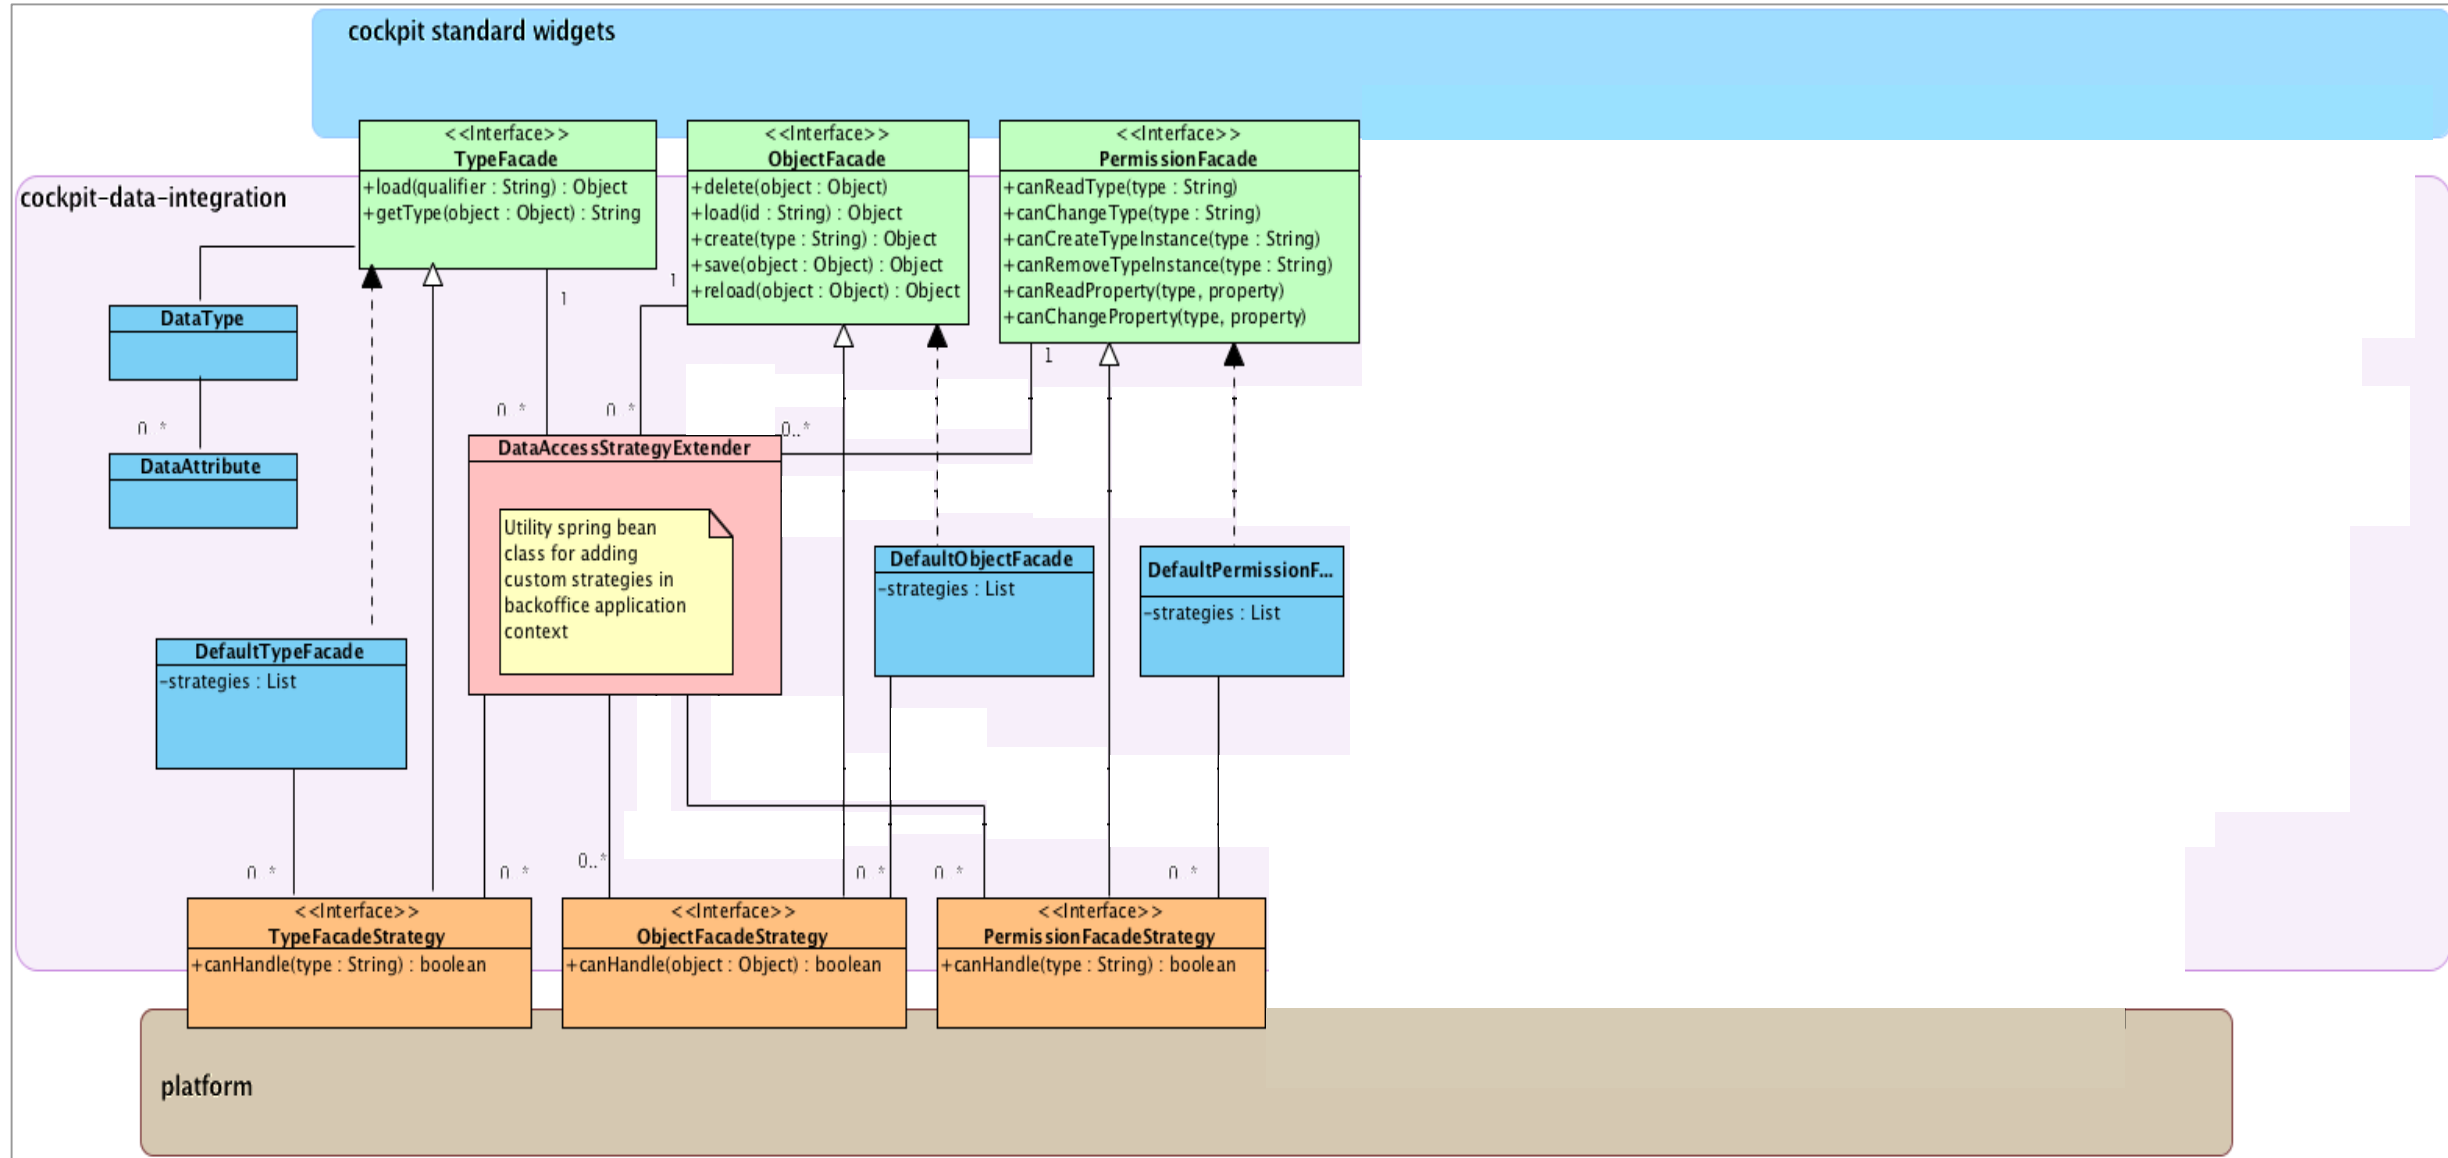 cockpit standard widgets
cockpit-data-integration
<<Interface>>
TypeFacade
+load(qualifier : String) : Object
+getType(object : Object) : String
<<Interface>>
ObjectFacade
+delete(object : Object)
+load(id : String) : Object
+create(type : String) : Object
+save(object : Object) : Object
+reload(object : Object) : Object
<<Interface>>
PermissionFacade
+canReadType(type : String)
+canChangeType(type : String)
+canCreateTypeInstance(type : String)
+canRemoveTypeInstance(type : String)
+canReadProperty(type, property)
+canChangeProperty(type, property)
1
1
1
DataType
0 *
DataAttribute
0 *
0 *
0..*
DataAccessStrategyExtender
Utility spring bean
class for adding
custom strategies in
backoffice application
context
DefaultObjectFacade
-strategies : List
DefaultPermissionF...
-strategies : List
DefaultTypeFacade
-strategies : List
0 *
0 *
0..*
0 *
0 *
0 *
<<Interface>>
TypeFacadeStrategy
+canHandle(type : String) : boolean
<<Interface>>
ObjectFacadeStrategy
+canHandle(object : Object) : boolean
<<Interface>>
PermissionFacadeStrategy
+canHandle(type : String) : boolean
platform